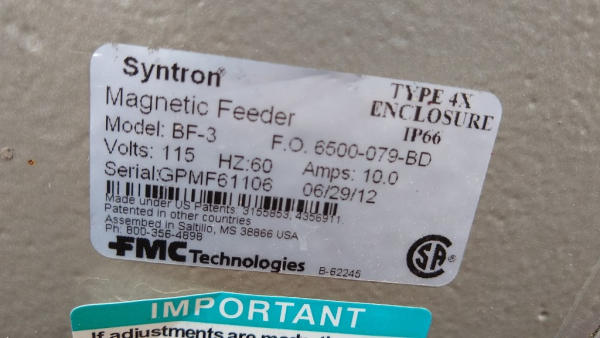 Syntron®
TYPE 4X
ENCLOSURE
IP66
Magnetic Feeder
Model: BF-3 F.O. 6500-079-BD
Volts: 115 HZ:60 Amps: 10.0
Serial:GPMF61106 06/29/12
Made under US Patents: 3155853, 4356911.
Patented in other countries
Assembed in Saltillo, MS 38866 USA
Ph: 800-356-4898
FMC Technologies B-62245
SA
IMPORTANT
If adjustments are made